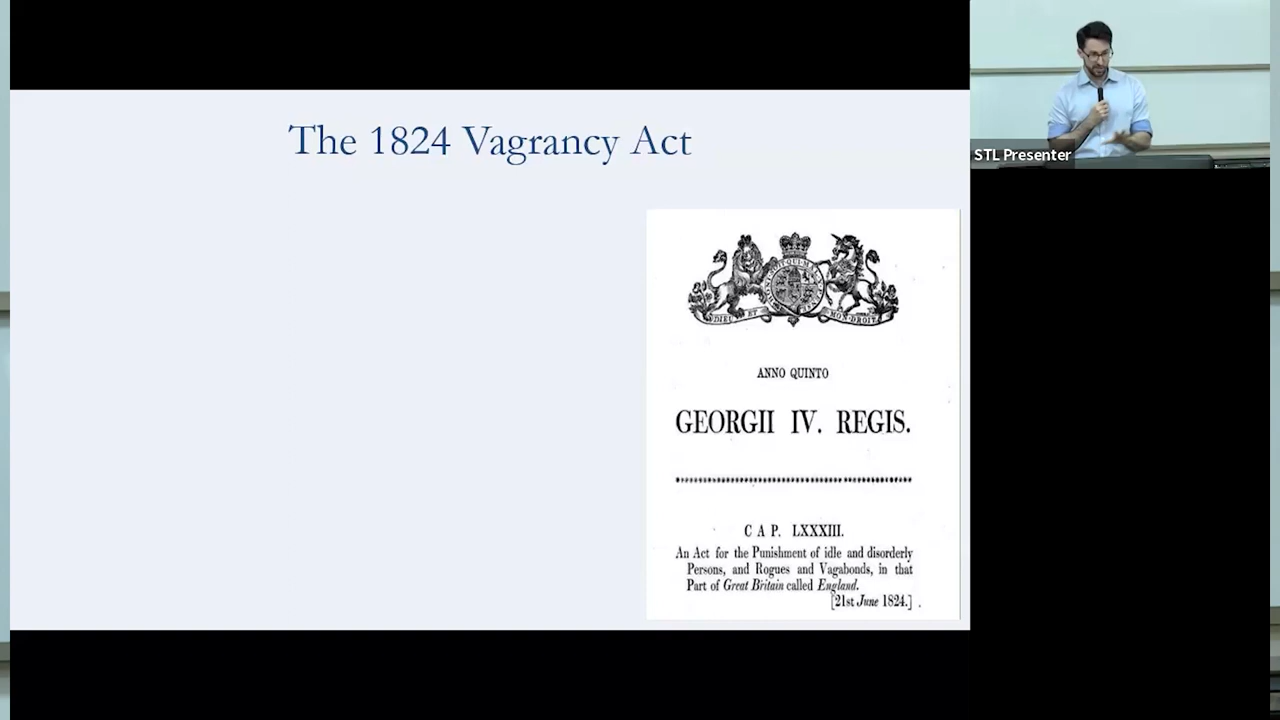 The 1824 Vagrancy Act
STL Presenter
DIEU ET MON DROIT
ANNO QUINTO
GEORGII IV. REGIS.
C A P. LXXXIII.
An Act for the Punishment of idle and disorderly
Persons, and Rogues and Vagabonds, in that
Part of Great Britain called England.
[21st June 1824.]